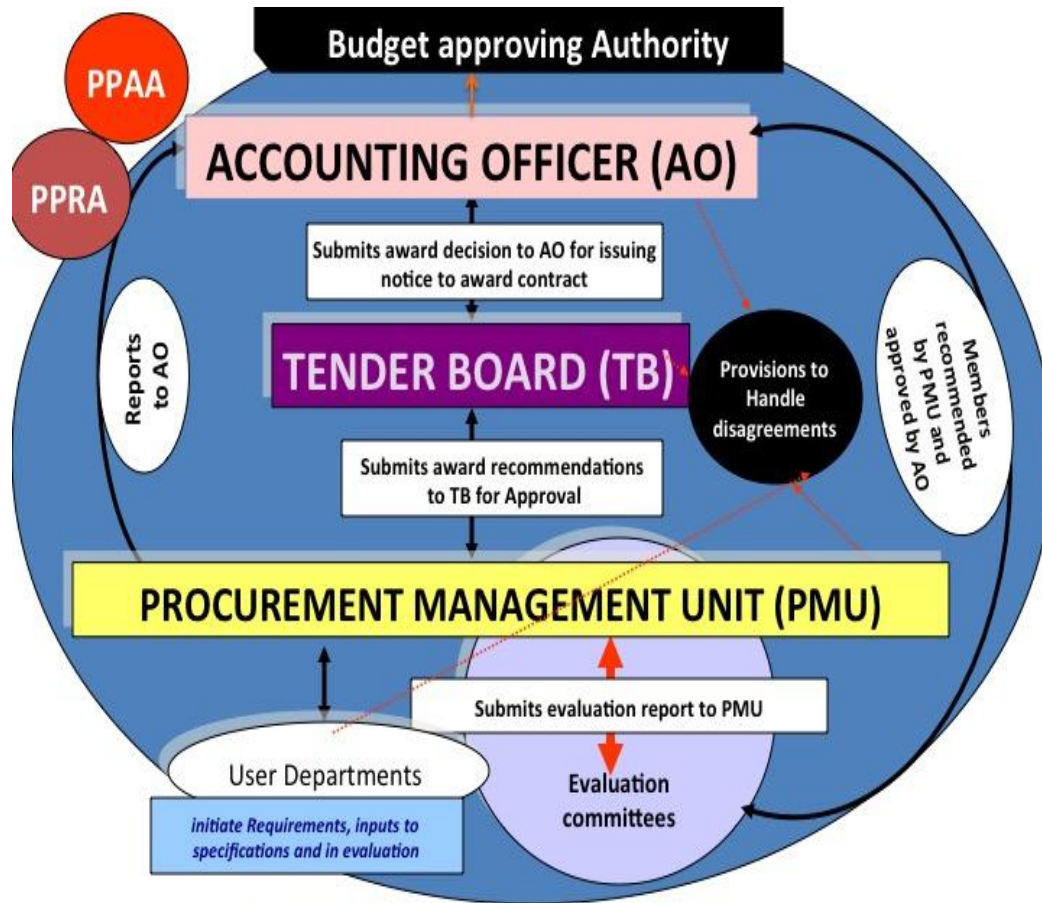 Budget approving Authority
PPAA
PPRA
ACCOUNTING OFFICER (AO)
Submits award decision to AO for issuing
notice to award contract
Reports
to AO
TENDER BOARD (TB)
Provisions to
Handle
disagreements
Members
recommended
by PMU and
approved by AO
Submits award recommendations
to TB for Approval
PROCUREMENT MANAGEMENT UNIT (PMU)
Submits evaluation report to PMU
User Departments
initiate Requirements, inputs to
specifications and in evaluation
Evaluation
committees